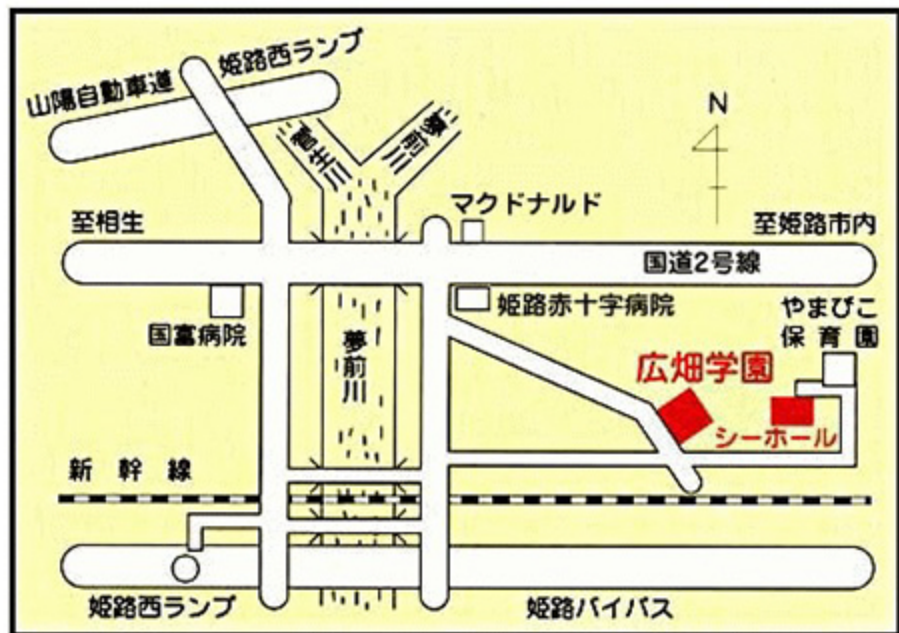 姫路西ランプ
山陽自動車道
菅生川
夢前川
N
マクドナルド
至相生
至姫路市内
国道2号線
国富病院
姫路赤十字病院
やまびこ
保育園
夢前川
広畑学園
シーホール
新幹線
姫路西ランプ
姫路バイパス